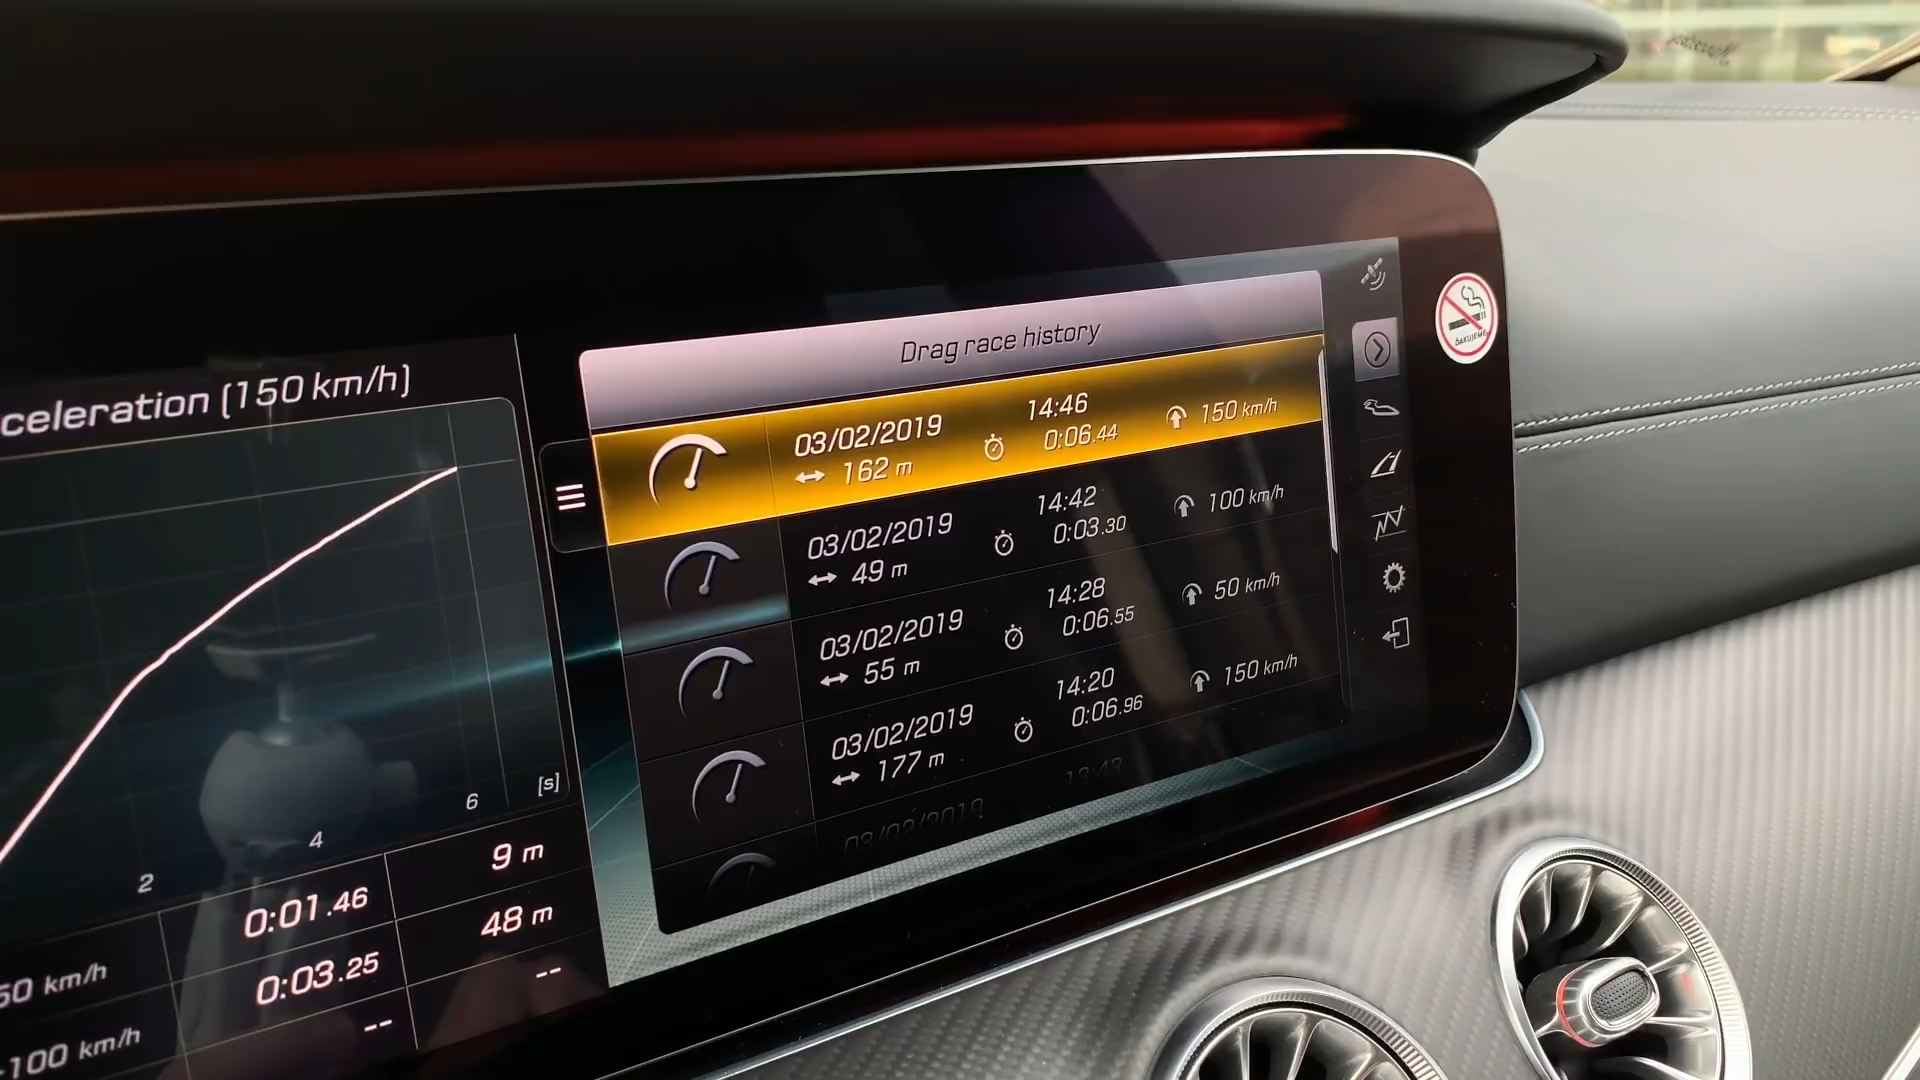 celeration (150 km/h)
[s]
2
4
6
50 km/h
0:01.46
9 m
-100 km/h
0:03.25
48 m
--
--
Drag race history
03/02/2019 14:46
162 m 0:06.44 150 km/h
03/02/2019 14:42
49 m 0:03.30 100 km/h
03/02/2019 14:28
55 m 0:06.55 50 km/h
03/02/2019 14:20
177 m 0:06.96 150 km/h
03/02/2019 13:43
ĎAKUJEME